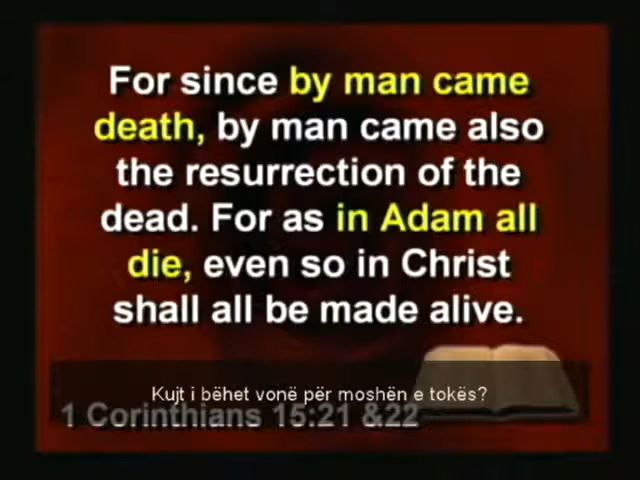 For since by man came
death, by man came also
the resurrection of the
dead. For as in Adam all
die, even so in Christ
shall all be made alive.
Kujt i bëhet vonë për moshën e tokës?
1 Corinthians 15:21 &22